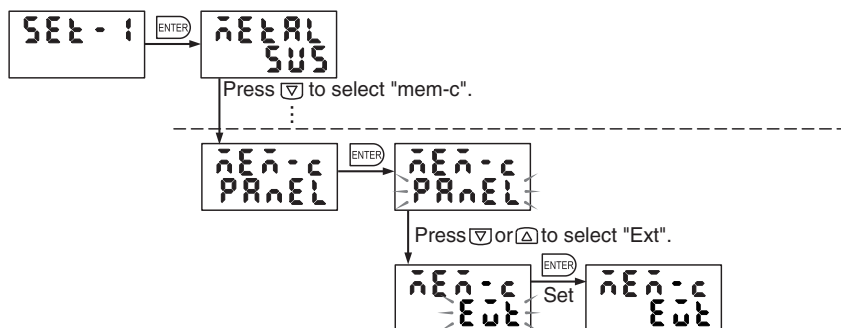 SEt-1
ENTER
mEtAL
SUS
Press ▽ to select "mem-c".
mEm-c
PAnEL
ENTER
mEm-c
PAnEL
Press ▽ or △ to select "Ext".
mEm-c
Ext
ENTER
Set
mEm-c
Ext